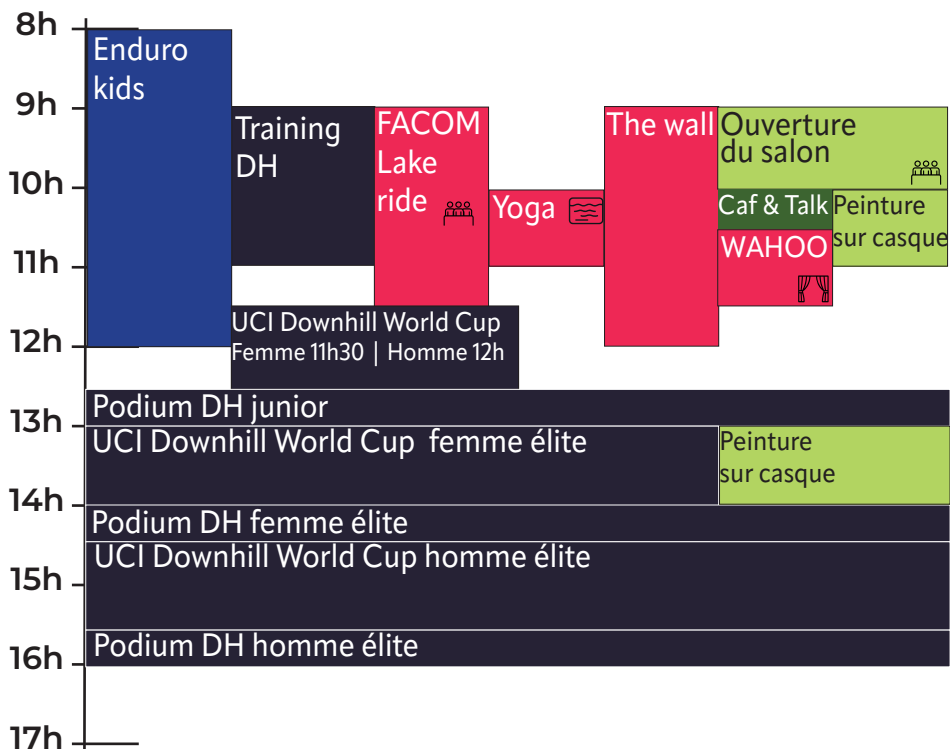 8h
Enduro
kids
9h
Training
DH
FACOM
Lake
ride
The wall
Ouverture
du salon
10h
Yoga
Caf & Talk
Peinture
sur casque
WAHOO
11h
UCI Downhill World Cup
Femme 11h30 | Homme 12h
12h
Podium DH junior
13h
UCI Downhill World Cup femme élite
Peinture
sur casque
14h
Podium DH femme élite
UCI Downhill World Cup homme élite
15h
Podium DH homme élite
16h
17h